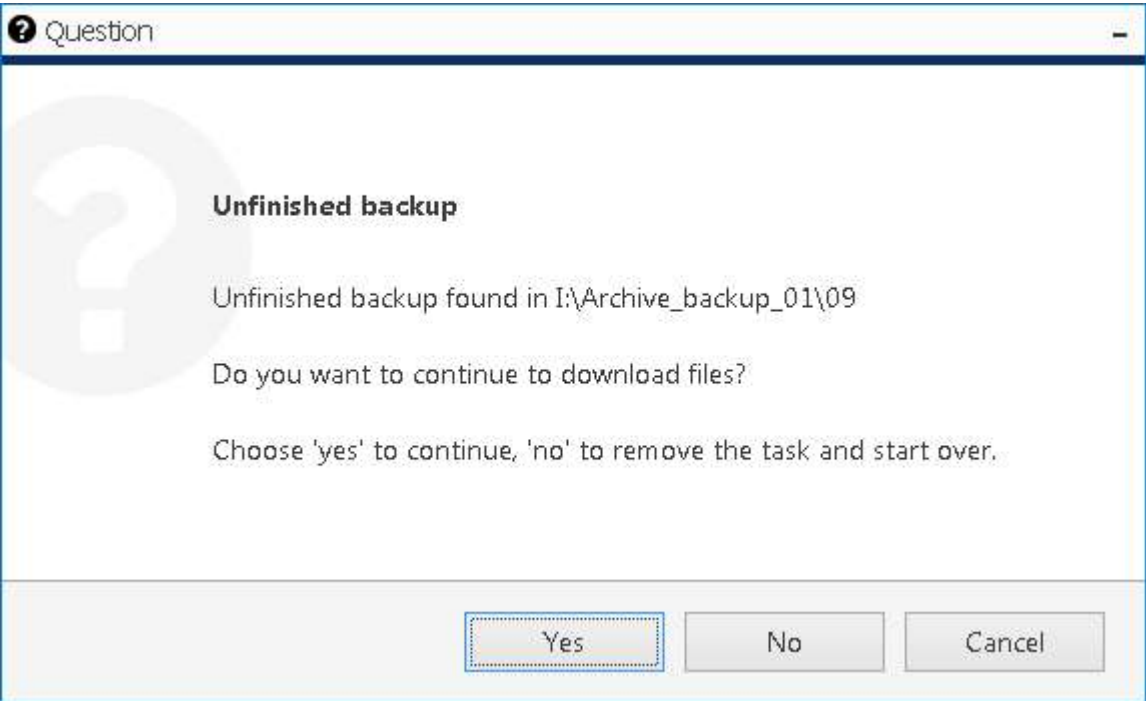 Question
Unfinished backup
Unfinished backup found in I:\Archive_backup_01\09
Do you want to continue to download files?
Choose 'yes' to continue, 'no' to remove the task and start over.
Yes
No
Cancel